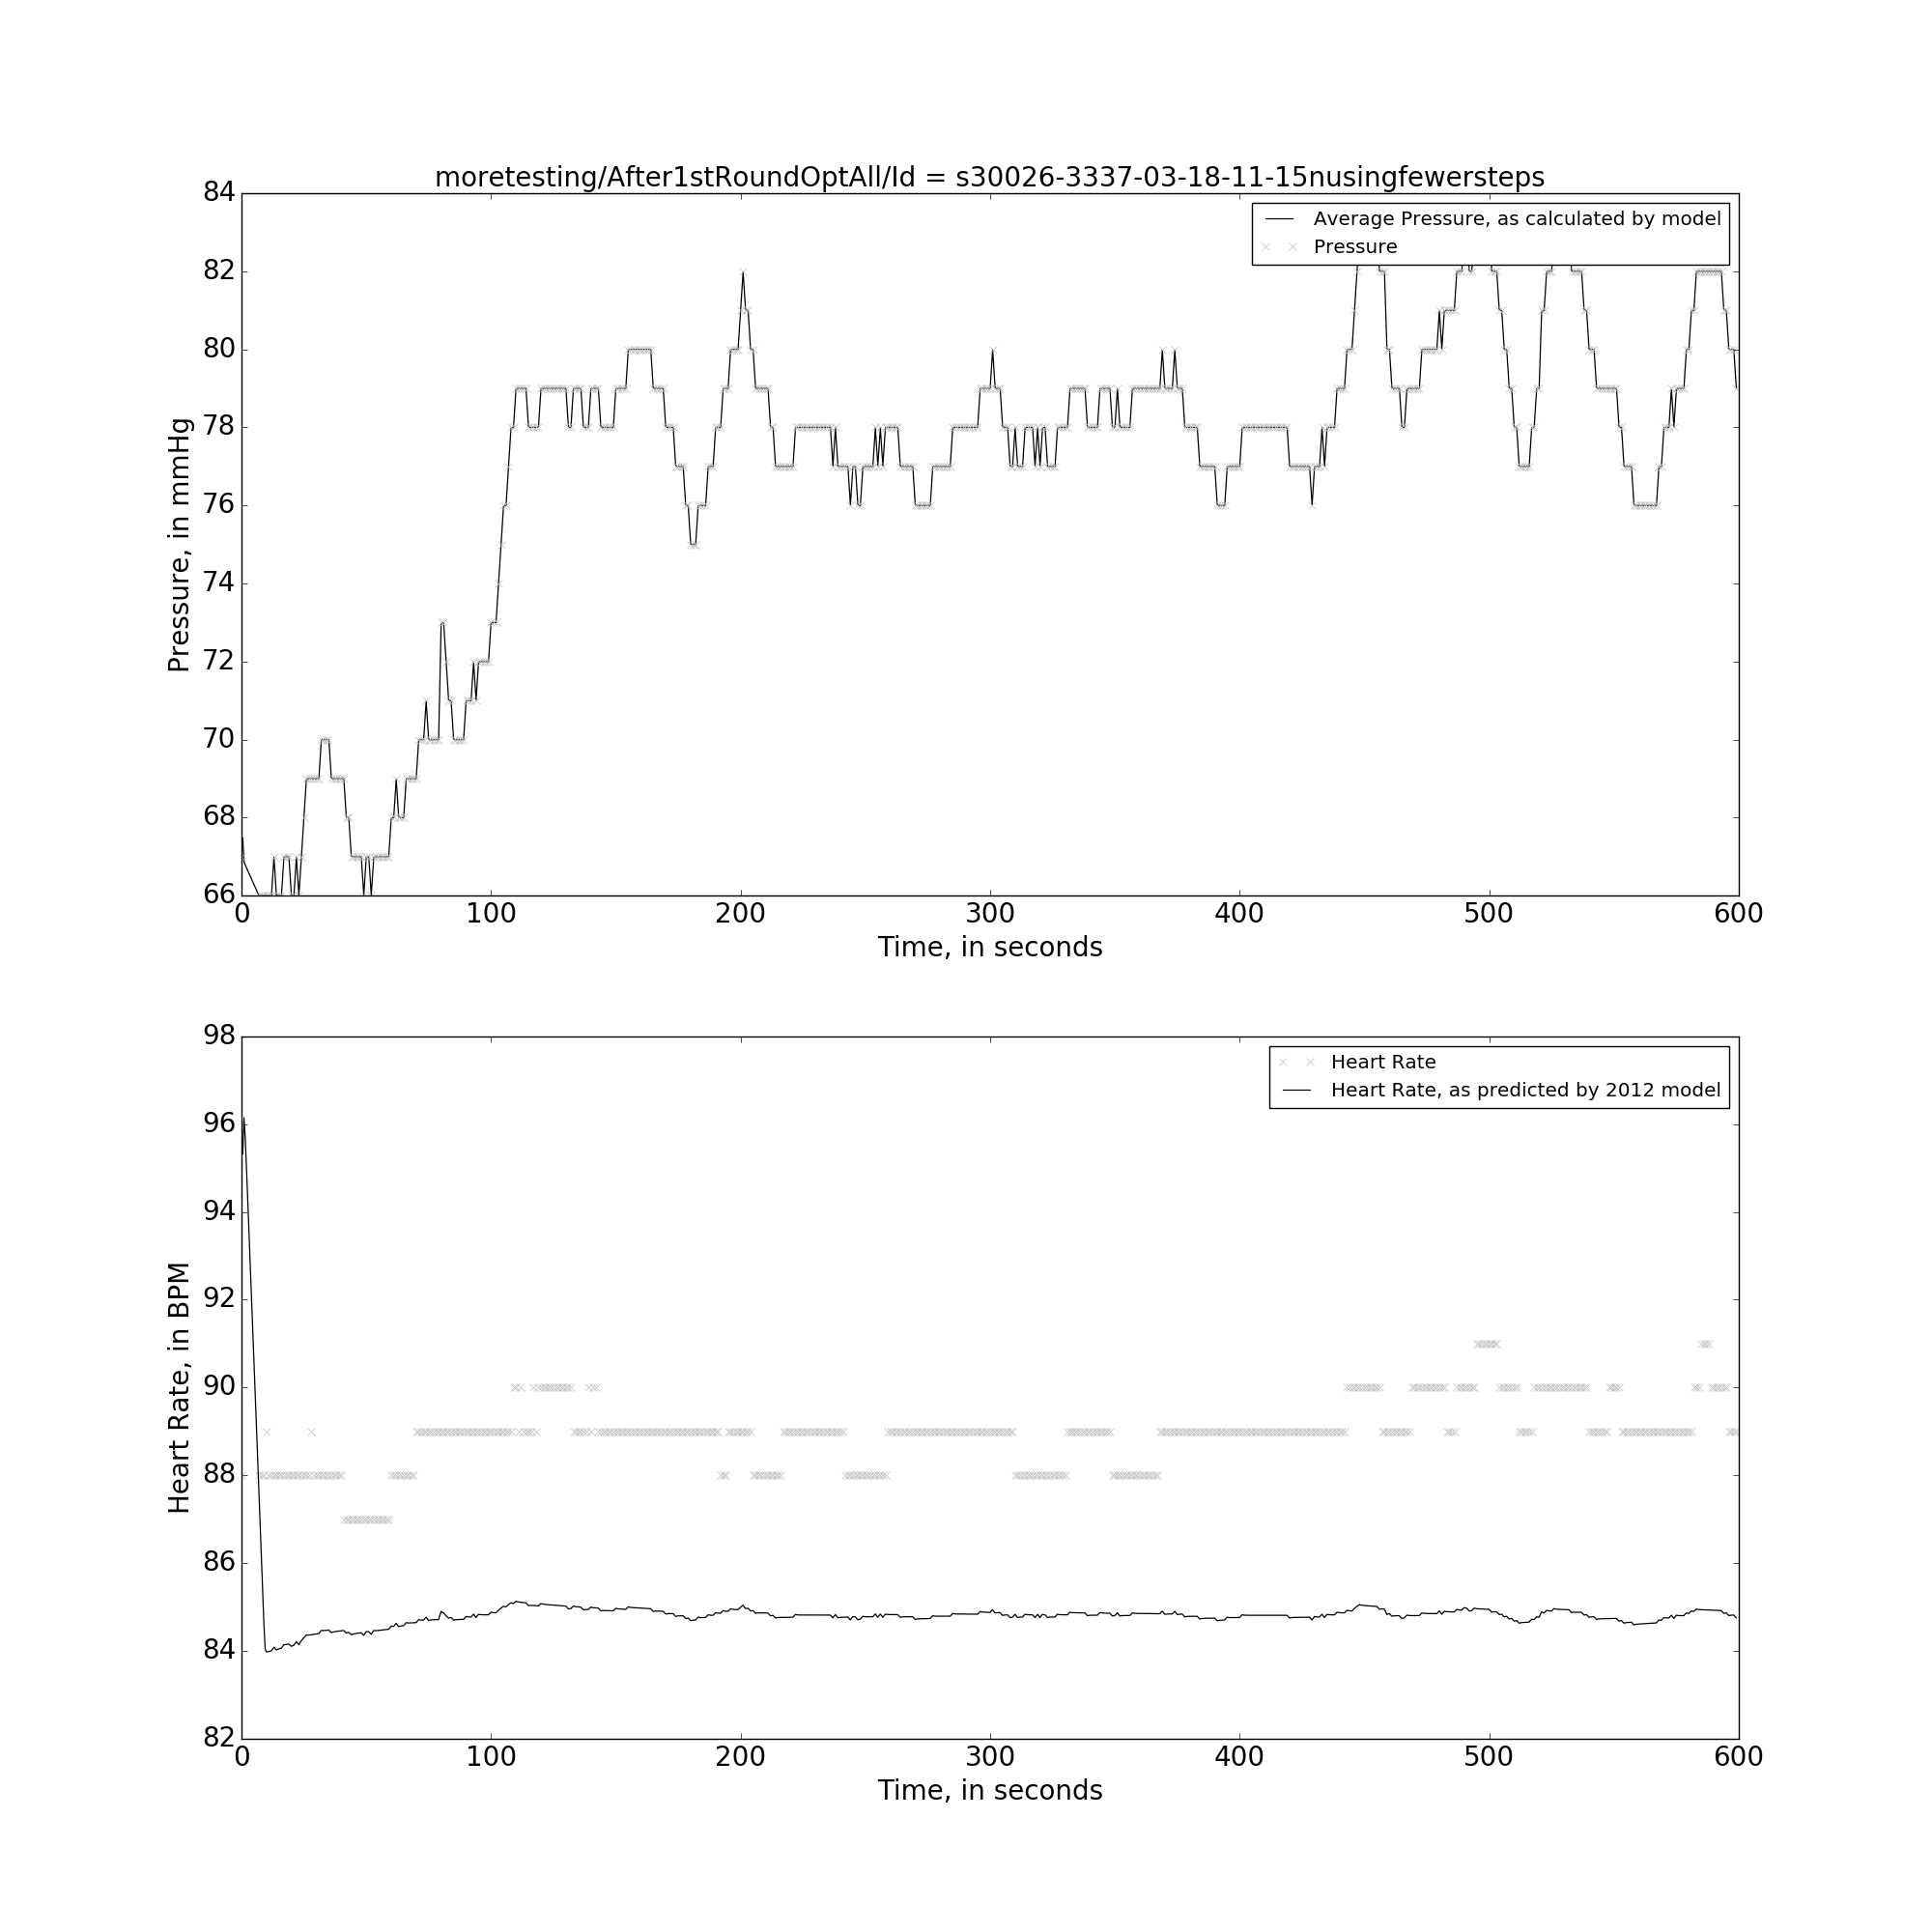 moretesting/After1stRoundOptAll/Id = s30026-3337-03-18-11-15nusingfewersteps
84
82
80
78
76
74
72
70
68
66
Pressure, in mmHg
Average Pressure, as calculated by model
Pressure
0 100 200 300 400 500 600
Time, in seconds
98
96
94
92
90
88
86
84
82
Heart Rate, in BPM
Heart Rate
Heart Rate, as predicted by 2012 model
0 100 200 300 400 500 600
Time, in seconds